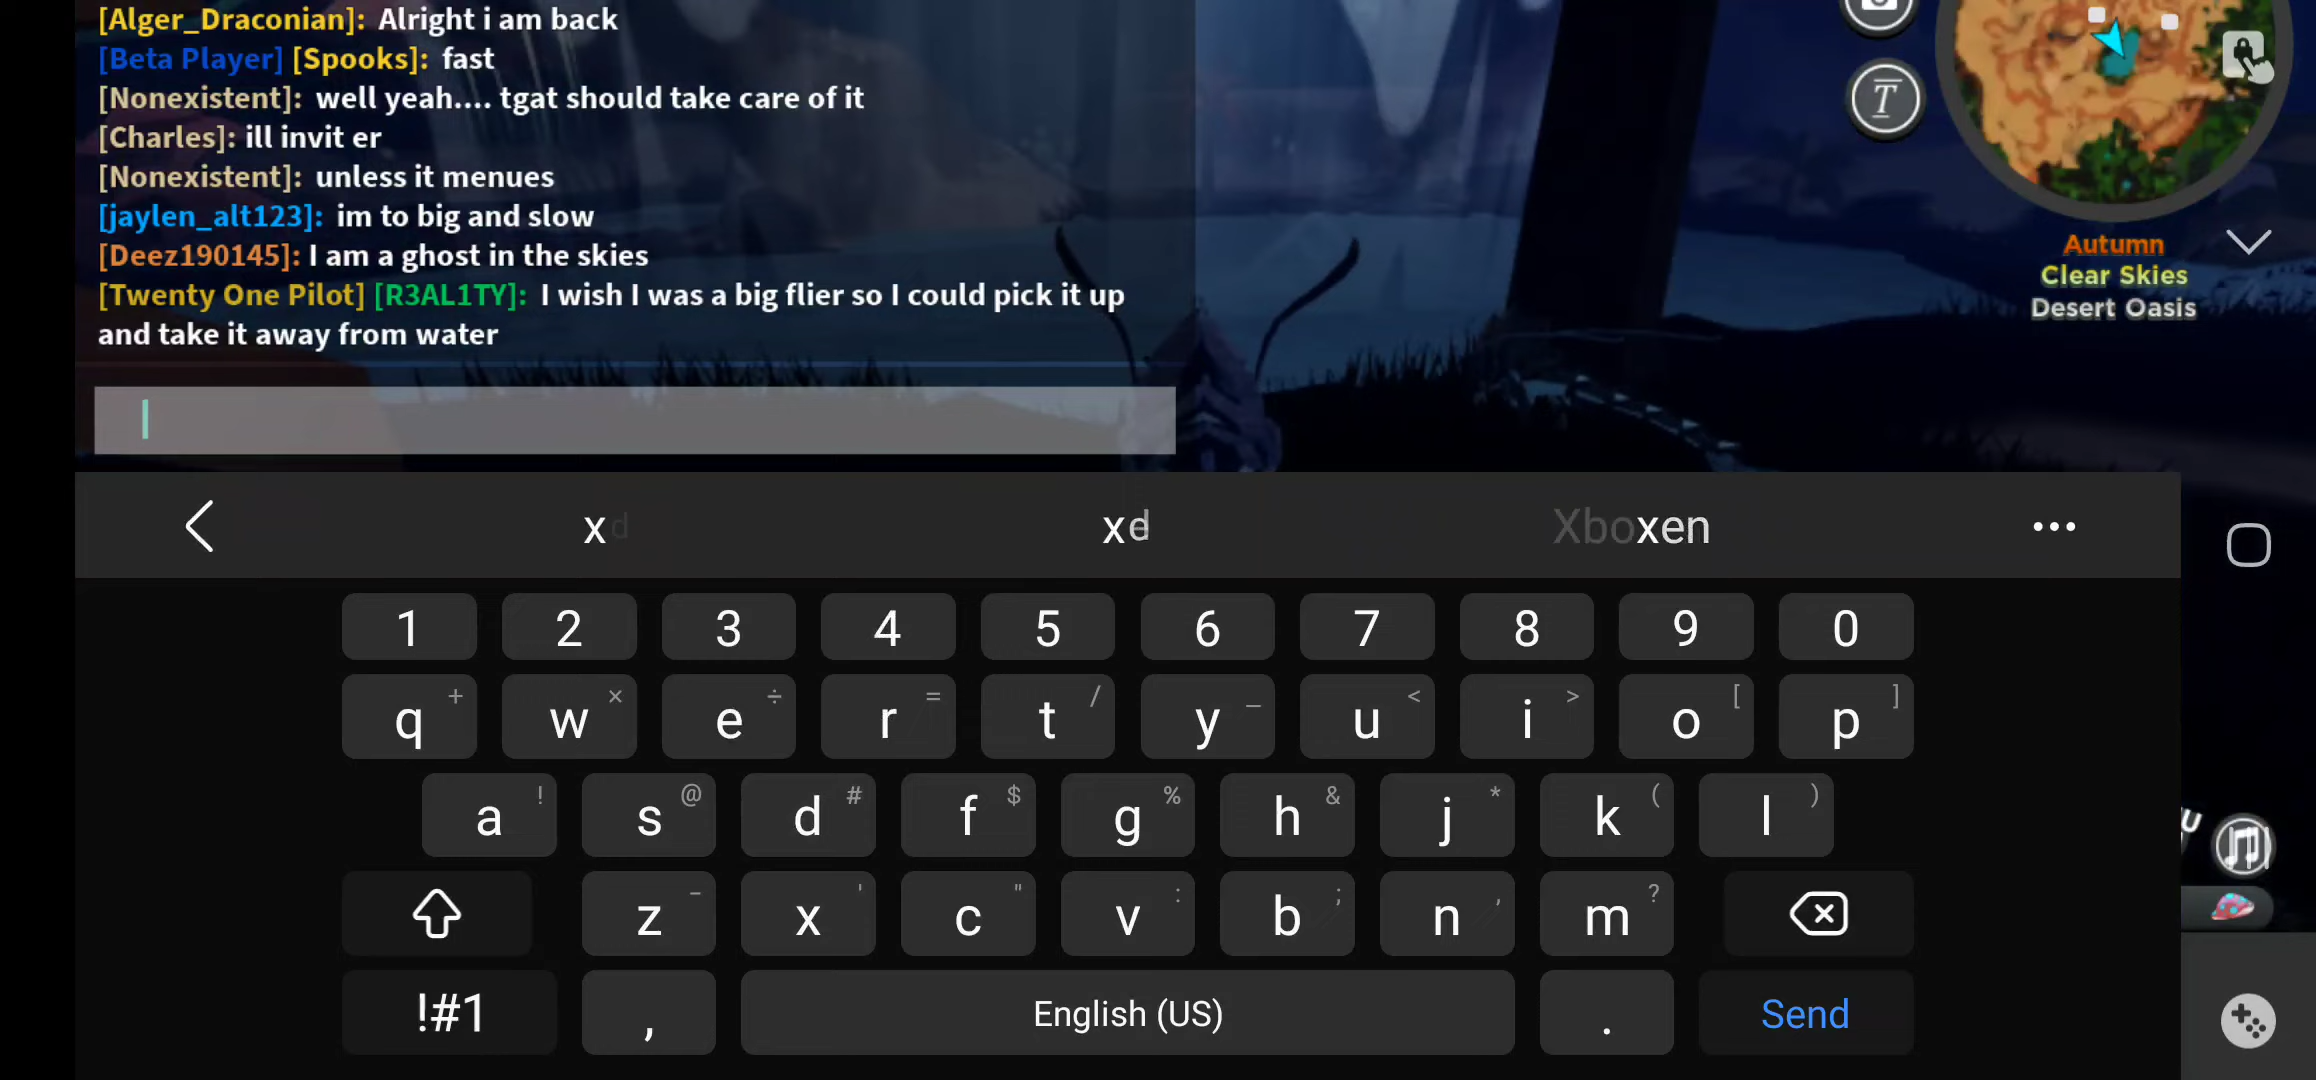 [Alger_Draconian]: Alright i am back
[Beta Player] [Spooks]: fast
[Nonexistent]: well yeah.... tgat should take care of it
[Charles]: ill invit er
[Nonexistent]: unless it menues
[jaylen_alt123]: im to big and slow
[Deez190145]: I am a ghost in the skies
[Twenty One Pilot] [R3AL1TY]: I wish I was a big flier so I could pick it up
and take it away from water
T
Autumn
Clear Skies
Desert Oasis
1 2 3 4 5 6 7 8 9 0
q + w × e ÷ r = t / y _ u < i > o [ p ]
a ! s @ d # f $ g % h & j * k ( l )
z - x ' c " v : b ; n , m ?
!#1 , English (US) . Send